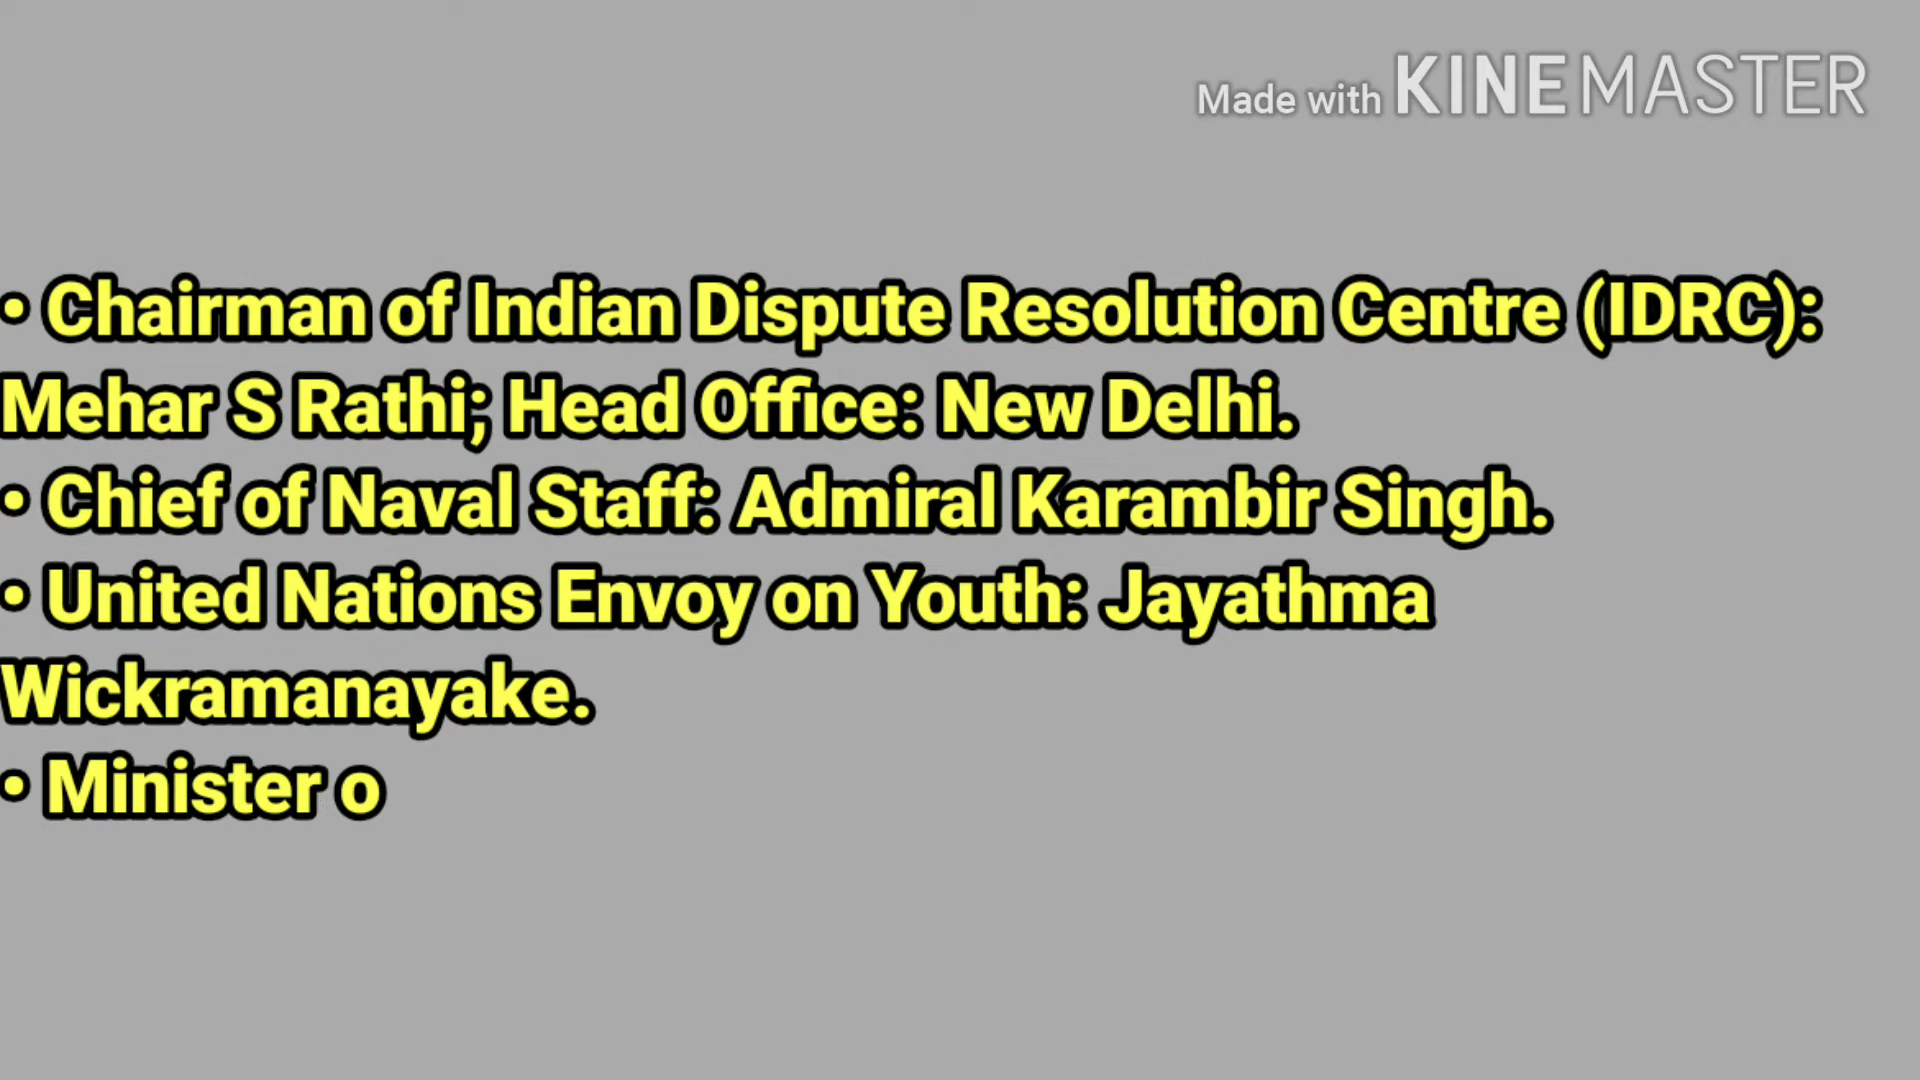 Made with KINEMASTER
• Chairman of Indian Dispute Resolution Centre (IDRC):
Mehar S Rathi; Head Office: New Delhi.
• Chief of Naval Staff: Admiral Karambir Singh.
• United Nations Envoy on Youth: Jayathma
Wickramanayake.
• Minister o